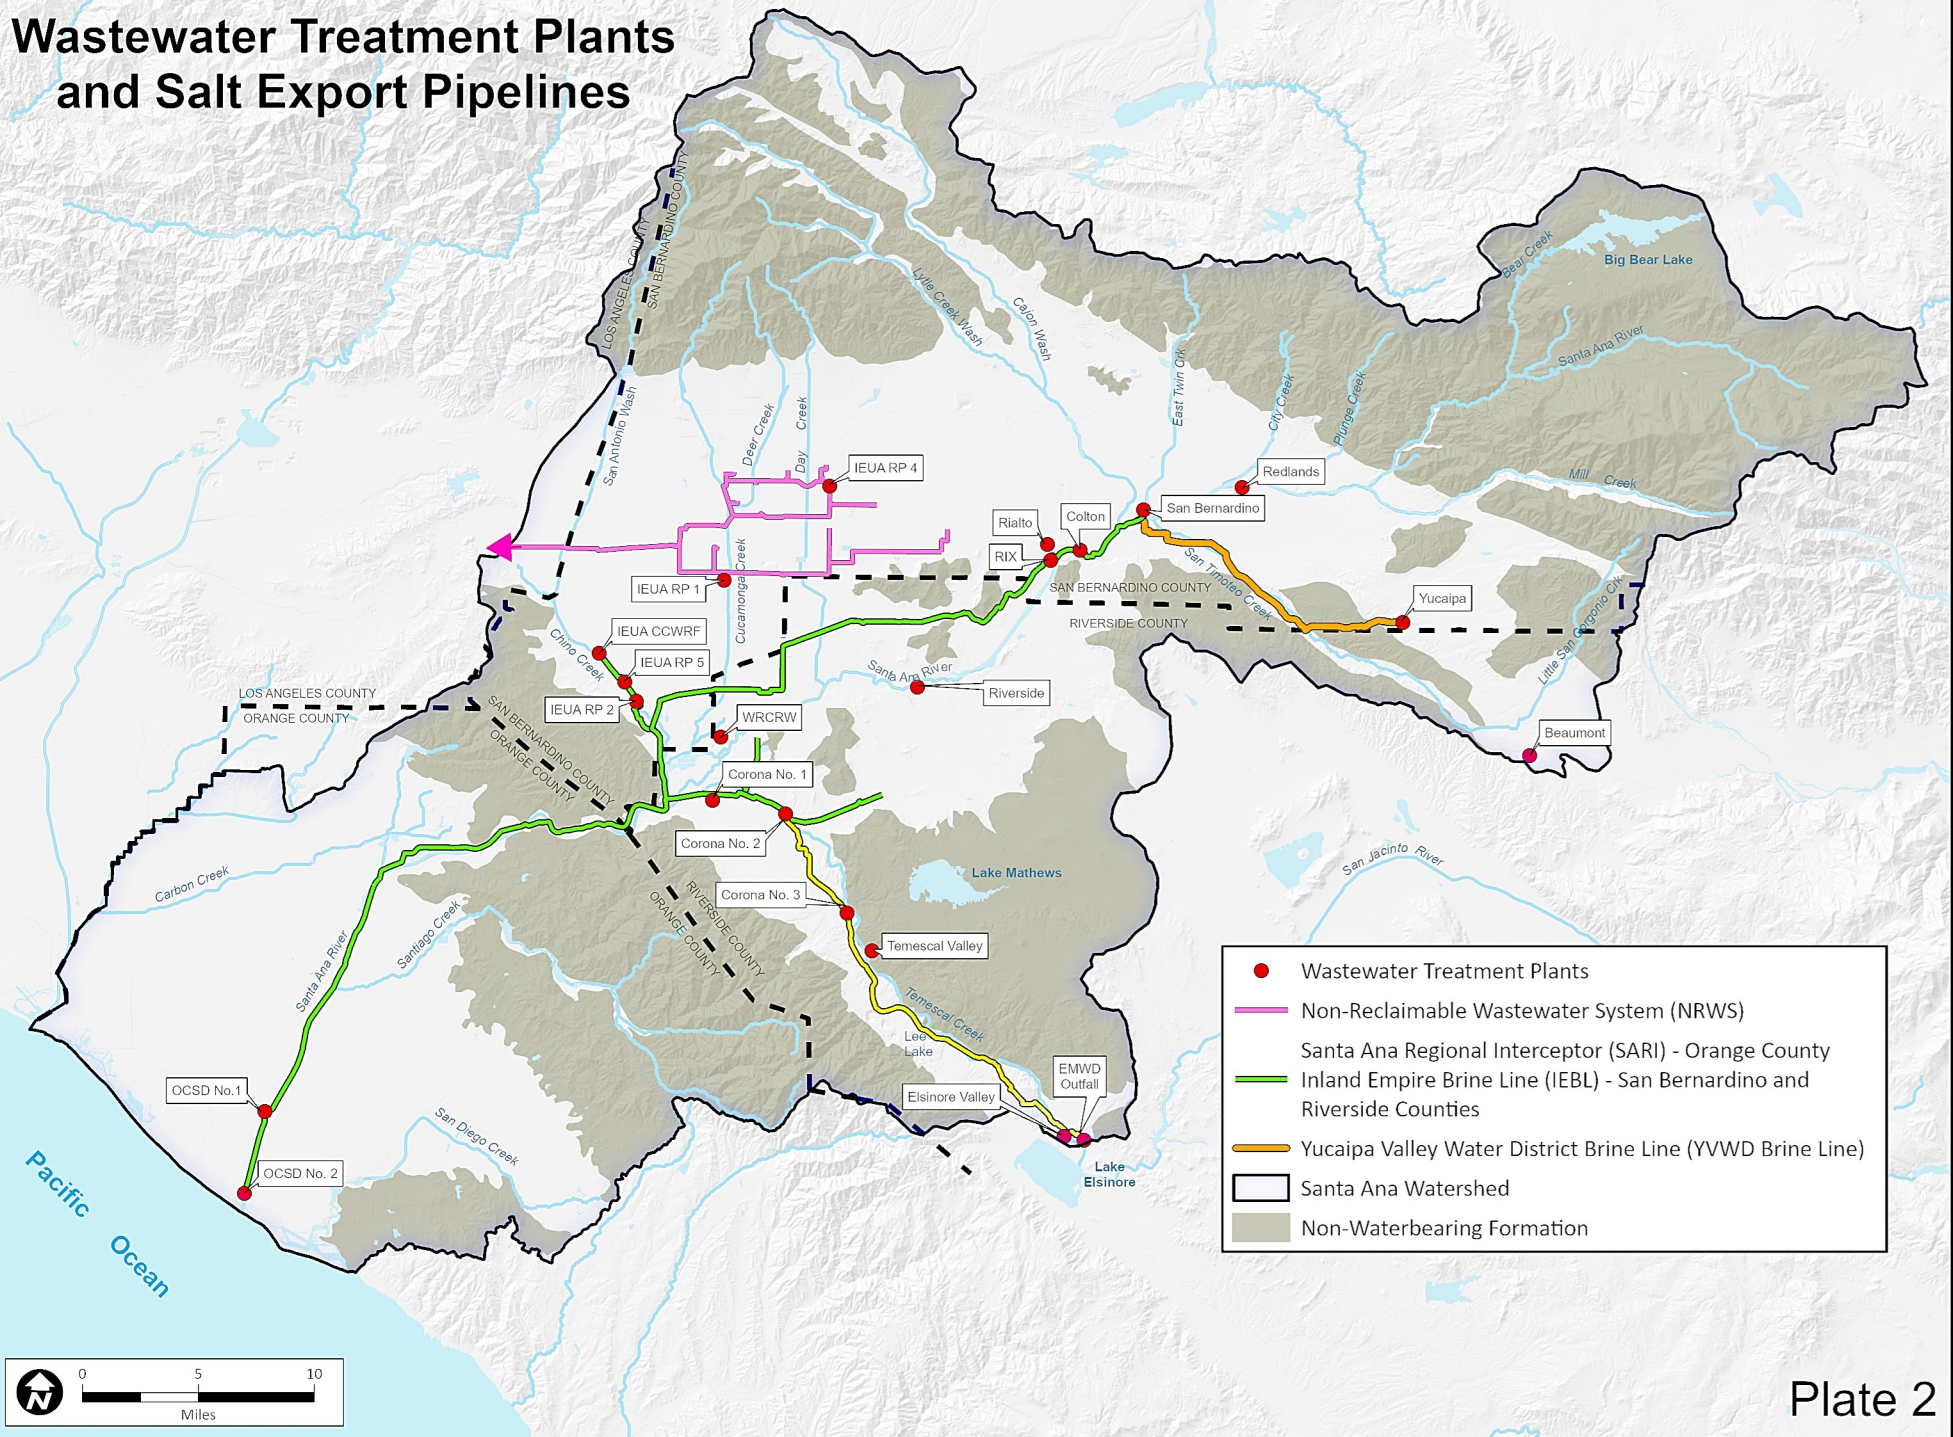 Wastewater Treatment Plants
and Salt Export Pipelines
LOS ANGELES COUNTY
SAN BERNARDINO COUNTY
Bear Creek
Big Bear Lake
Lytle Creek Wash
Cajon Wash
Santa Ana River
East Twin Crk
City Creek
Plunge Creek
San Antonio Wash
Deer Creek
Day Creek
Mill Creek
IEUA RP 4
Redlands
San Bernardino
Rialto
Colton
RIX
San Timoteo Creek
IEUA RP 1
Cucamonga Creek
SAN BERNARDINO COUNTY
RIVERSIDE COUNTY
Yucaipa
Little San Gorgonio Crk
IEUA CCWRF
Chino Creek
IEUA RP 5
IEUA RP 2
Santa Ana River
Riverside
WRCRW
Beaumont
LOS ANGELES COUNTY
ORANGE COUNTY
SAN BERNARDINO COUNTY
ORANGE COUNTY
Corona No. 1
Corona No. 2
Carbon Creek
Lake Mathews
San Jacinto River
Corona No. 3
RIVERSIDE COUNTY
ORANGE COUNTY
Santiago Creek
Santa Ana River
Temescal Valley
Temescal Creek
Lee
Lake
EMWD
Outfall
Elsinore Valley
OCSD No.1
San Diego Creek
OCSD No. 2
Lake
Elsinore
Pacific
Ocean
Wastewater Treatment Plants
Non-Reclaimable Wastewater System (NRWS)
Santa Ana Regional Interceptor (SARI) - Orange County
Inland Empire Brine Line (IEBL) - San Bernardino and
Riverside Counties
Yucaipa Valley Water District Brine Line (YVWD Brine Line)
Santa Ana Watershed
Non-Waterbearing Formation
N
0 5 10
Miles
Plate 2